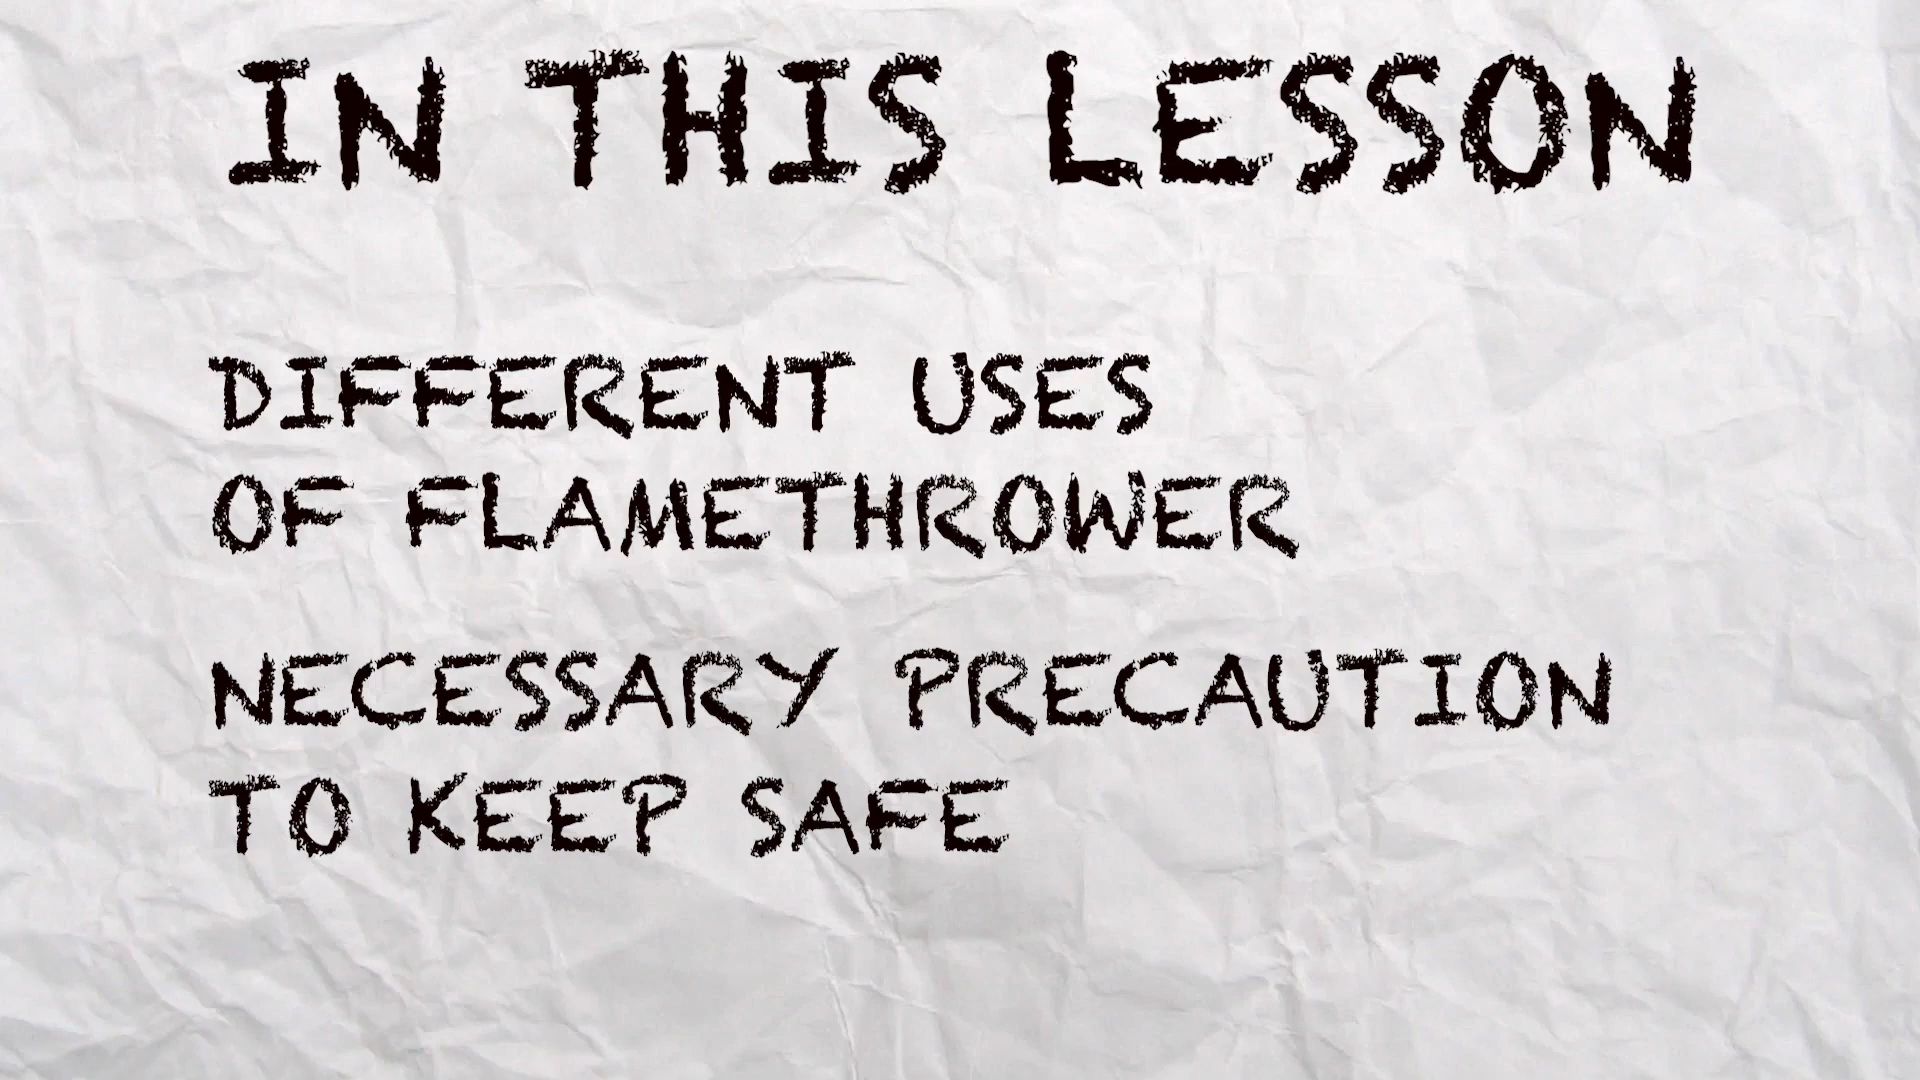 IN THIS LESSON
DIFFERENT USES
OF FLAMETHROWER
NECESSARY PRECAUTION
TO KEEP SAFE